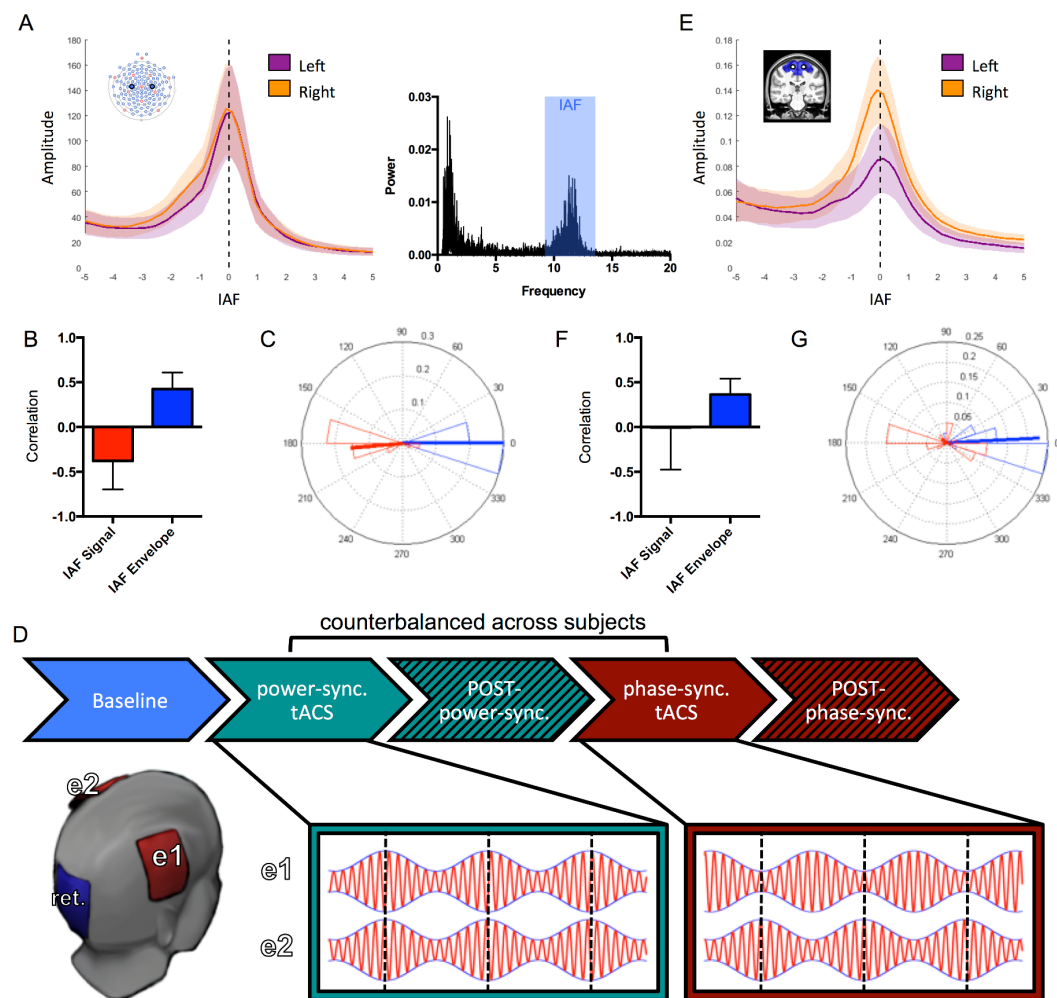 A
180
160
140
120
100
80
60
40
20
0
Amplitude
Left
Right
-5 -4 -3 -2 -1 0 1 2 3 4 5
IAF
0.03
0.02
0.01
0.00
Power
IAF
0 5 10 15 20
Frequency
E
0.18
0.16
0.14
0.12
0.1
0.08
0.06
0.04
0.02
0
Amplitude
Left
Right
-5 -4 -3 -2 -1 0 1 2 3 4 5
IAF
B
1.0
0.5
0.0
-0.5
-1.0
Correlation
IAF Signal
IAF Envelope
C
90
120 0.3 60
0.2
150 0.1 30
180 0
210 330
240 300
270
F
1.0
0.5
0.0
-0.5
-1.0
Correlation
IAF Signal
IAF Envelope
G
90 0.25
120 0.2 60
0.15
150 0.1 30
0.05
180 0
210 330
240 300
270
D
counterbalanced across subjects
Baseline
power-sync.
tACS
POST-
power-sync.
phase-sync.
tACS
POST-
phase-sync.
e2
e1
ret.
e1
e2